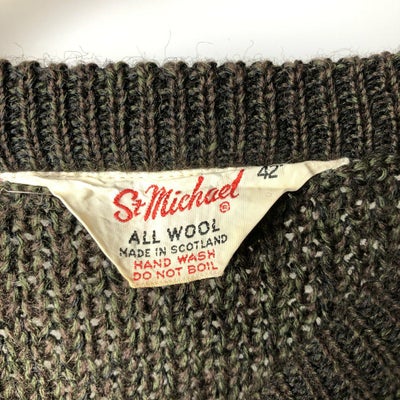 42"
St Michael ®
ALL WOOL
MADE IN SCOTLAND
HAND WASH
DO NOT BOIL